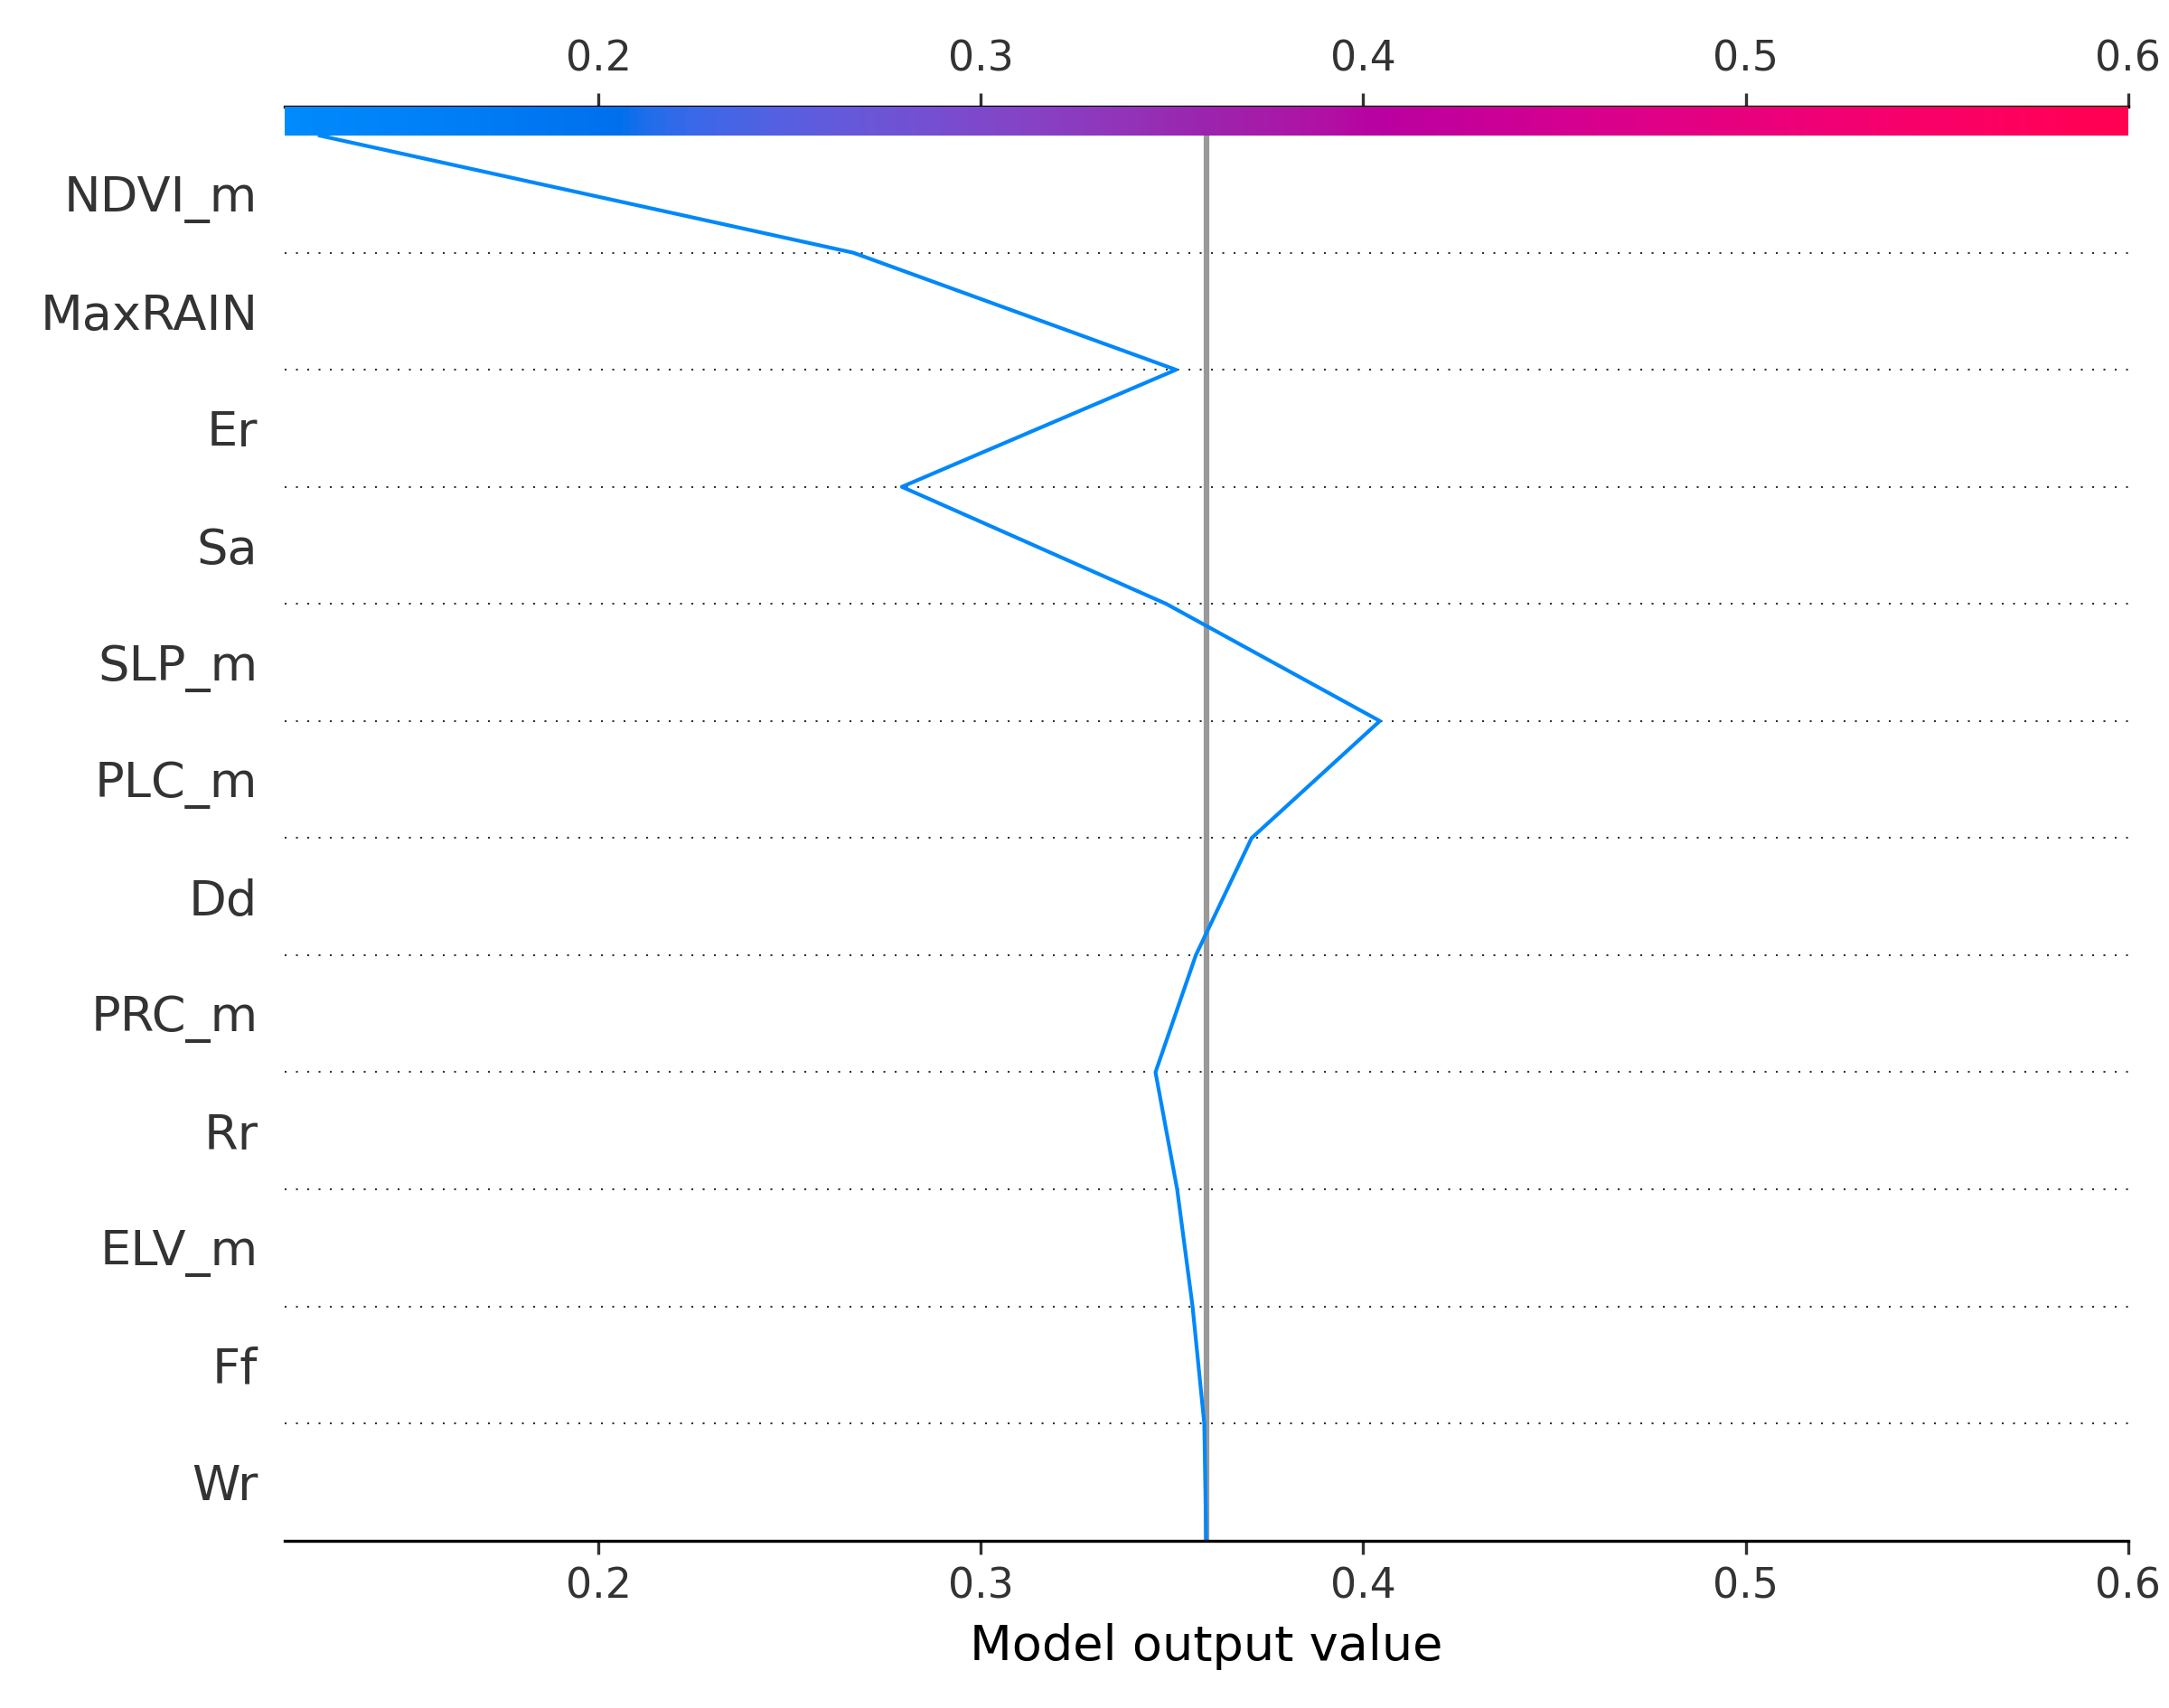 0.2 0.3 0.4 0.5 0.6
NDVI_m
MaxRAIN
Er
Sa
SLP_m
PLC_m
Dd
PRC_m
Rr
ELV_m
Ff
Wr
0.2 0.3 0.4 0.5 0.6
Model output value